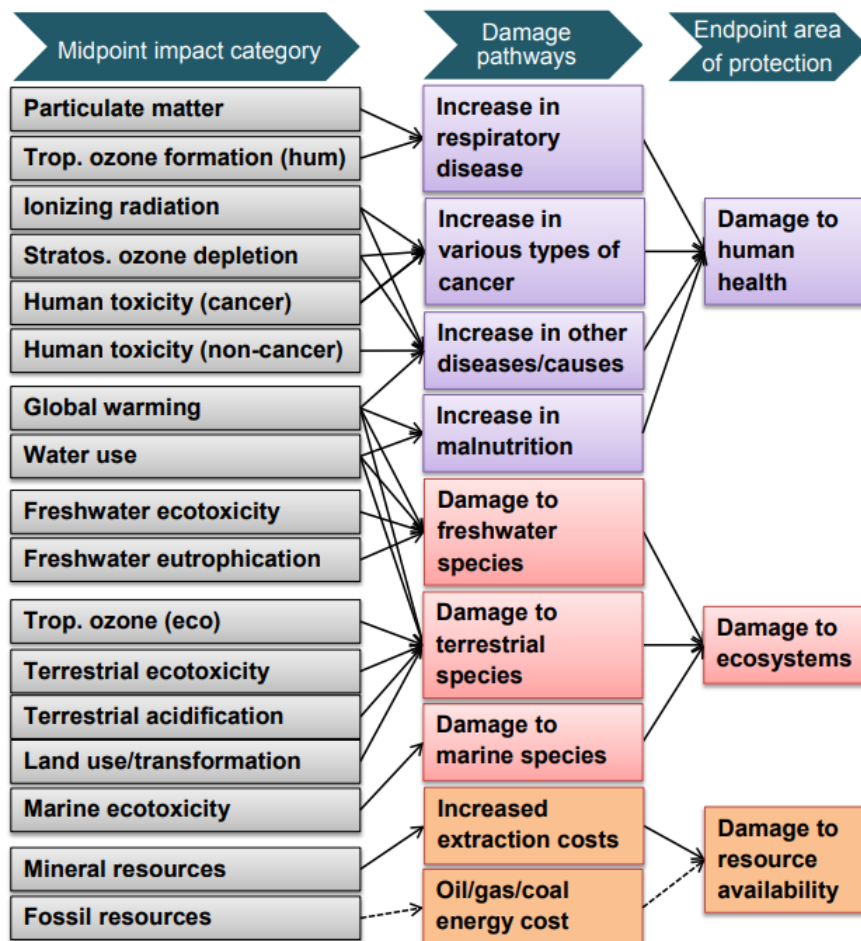 Midpoint impact category
Damage
pathways
Endpoint area
of protection
Particulate matter
Trop. ozone formation (hum)
Ionizing radiation
Stratos. ozone depletion
Human toxicity (cancer)
Human toxicity (non-cancer)
Global warming
Water use
Freshwater ecotoxicity
Freshwater eutrophication
Trop. ozone (eco)
Terrestrial ecotoxicity
Terrestrial acidification
Land use/transformation
Marine ecotoxicity
Mineral resources
Fossil resources
Increase in
respiratory
disease
Increase in
various types of
cancer
Increase in other
diseases/causes
Increase in
malnutrition
Damage to
freshwater
species
Damage to
terrestrial
species
Damage to
marine species
Increased
extraction costs
Oil/gas/coal
energy cost
Damage to
human
health
Damage to
ecosystems
Damage to
resource
availability